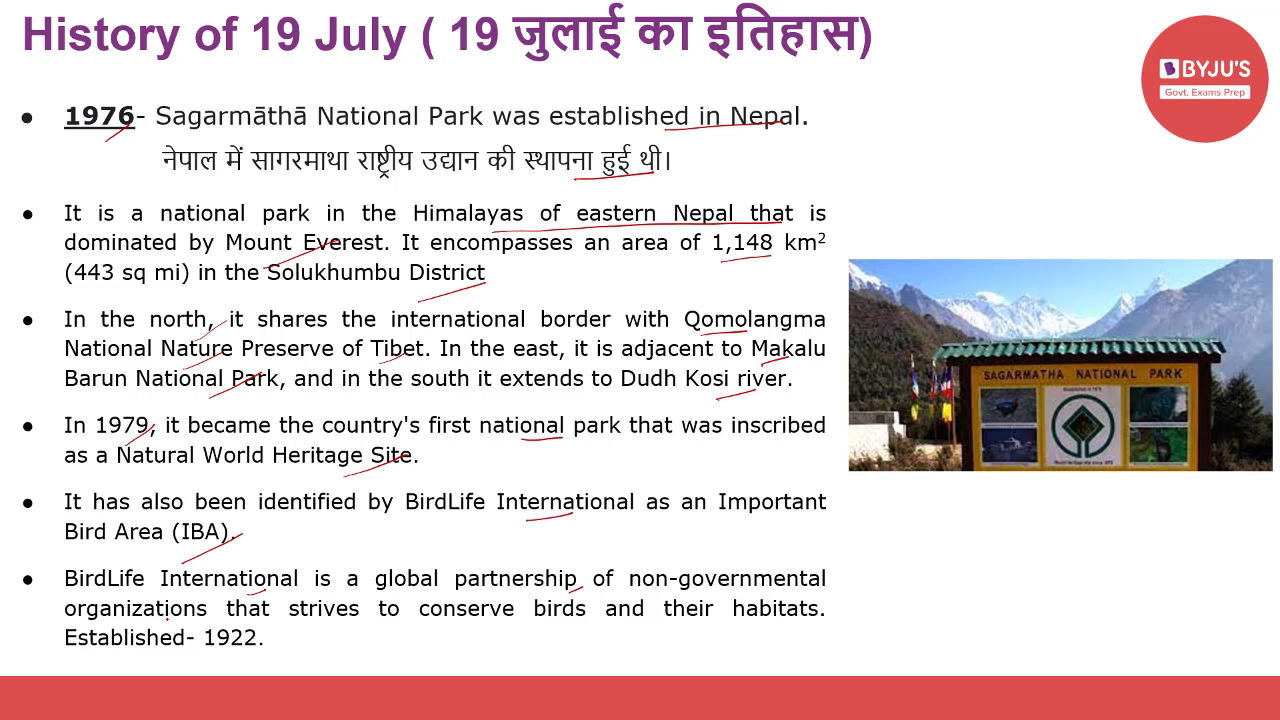 History of 19 July ( 19 जुलाई का इतिहास)
BYJU'S
Govt. Exams Prep
● 1976- Sagarmāthā National Park was established in Nepal.
नेपाल में सागरमाथा राष्ट्रीय उद्यान की स्थापना हुई थी।
● It is a national park in the Himalayas of eastern Nepal that is
dominated by Mount Everest. It encompasses an area of 1,148 km²
(443 sq mi) in the Solukhumbu District
● In the north, it shares the international border with Qomolangma
National Nature Preserve of Tibet. In the east, it is adjacent to Makalu
Barun National Park, and in the south it extends to Dudh Kosi river.
● In 1979, it became the country's first national park that was inscribed
as a Natural World Heritage Site.
● It has also been identified by BirdLife International as an Important
Bird Area (IBA).
● BirdLife International is a global partnership of non-governmental
organizations that strives to conserve birds and their habitats.
Established- 1922.
SAGARMATHA NATIONAL PARK